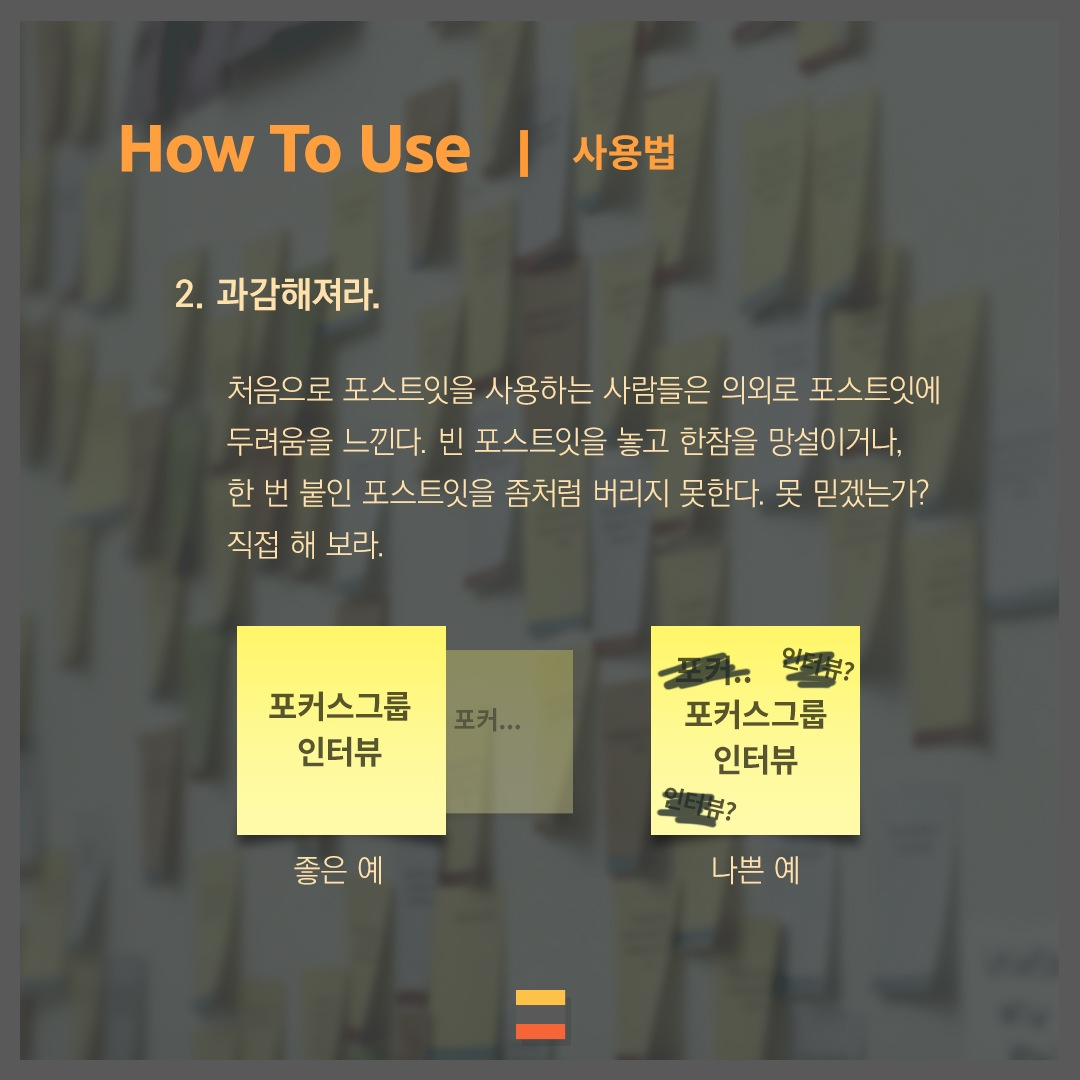 How To Use | 사용법
2. 과감해져라.
처음으로 포스트잇을 사용하는 사람들은 의외로 포스트잇에
두려움을 느낀다. 빈 포스트잇을 놓고 한참을 망설이거나,
한 번 붙인 포스트잇을 좀처럼 버리지 못한다. 못 믿겠는가?
직접 해 보라.
포커스그룹
인터뷰
포커...
좋은 예
포커..
인터뷰?
포커스그룹
인터뷰
인터뷰?
나쁜 예